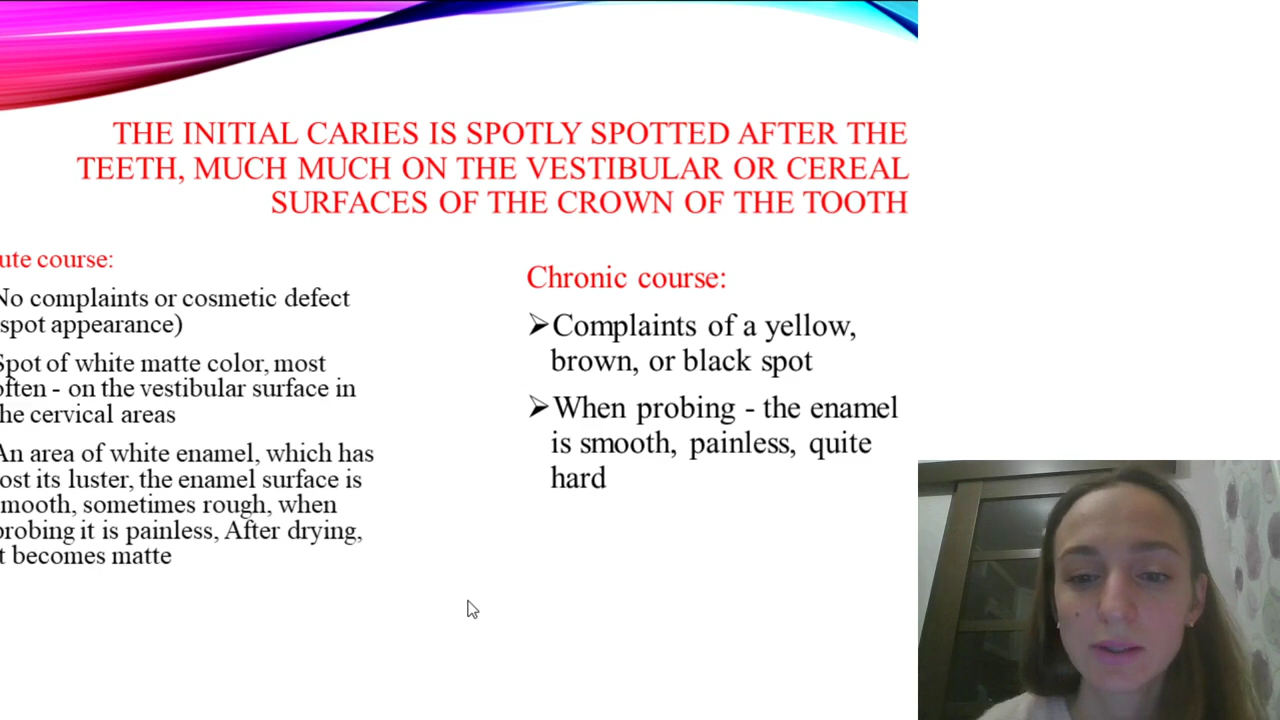 THE INITIAL CARIES IS SPOTLY SPOTTED AFTER THE
TEETH, MUCH MUCH ON THE VESTIBULAR OR CEREAL
SURFACES OF THE CROWN OF THE TOOTH
ute course:
No complaints or cosmetic defect
spot appearance)
Spot of white matte color, most
often - on the vestibular surface in
he cervical areas
An area of white enamel, which has
ost its luster, the enamel surface is
smooth, sometimes rough, when
probing it is painless, After drying,
t becomes matte
Chronic course:
➢Complaints of a yellow,
brown, or black spot
➢When probing - the enamel
is smooth, painless, quite
hard